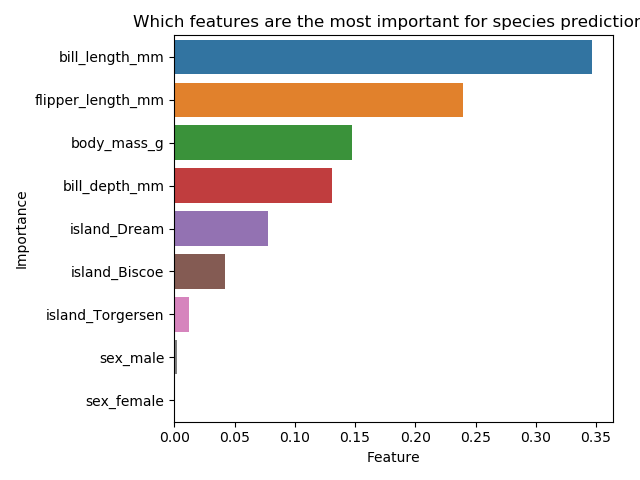 Which features are the most important for species prediction
bill_length_mm
flipper_length_mm
body_mass_g
bill_depth_mm
island_Dream
island_Biscoe
island_Torgersen
sex_male
sex_female
Importance
0.00 0.05 0.10 0.15 0.20 0.25 0.30 0.35
Feature